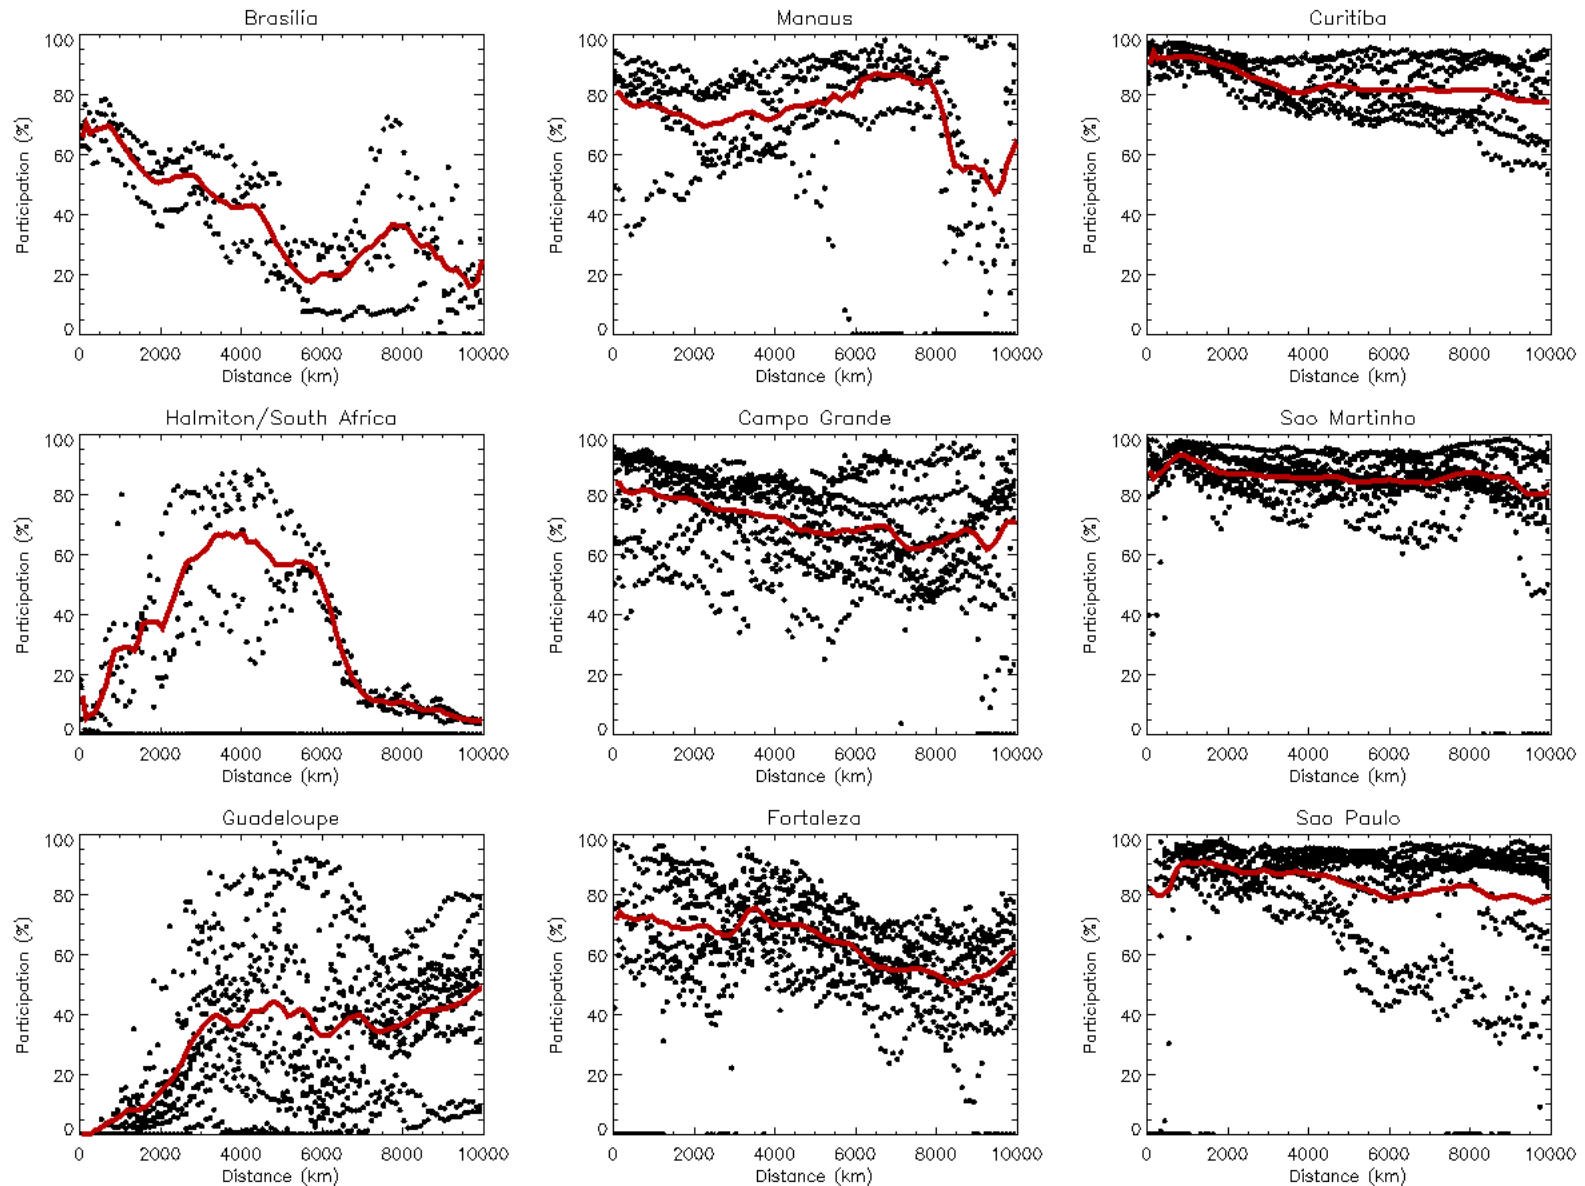 Brasilia Manaus Curitiba
100 100 100
80 80 80
60 60 60
40 40 40
20 20 20
0 0 0
Participation (%) Participation (%) Participation (%)
0 2000 4000 6000 8000 10000 0 2000 4000 6000 8000 10000 0 2000 4000 6000 8000 10000
Distance (km) Distance (km) Distance (km)
Halmiton/South Africa Campo Grande Sao Martinho
100 100 100
80 80 80
60 60 60
40 40 40
20 20 20
0 0 0
Participation (%) Participation (%) Participation (%)
0 2000 4000 6000 8000 10000 0 2000 4000 6000 8000 10000 0 2000 4000 6000 8000 10000
Distance (km) Distance (km) Distance (km)
Guadeloupe Fortaleza Sao Paulo
100 100 100
80 80 80
60 60 60
40 40 40
20 20 20
0 0 0
Participation (%) Participation (%) Participation (%)
0 2000 4000 6000 8000 10000 0 2000 4000 6000 8000 10000 0 2000 4000 6000 8000 10000
Distance (km) Distance (km) Distance (km)